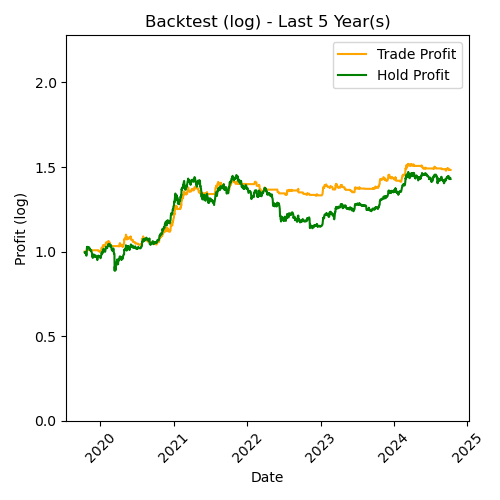 Backtest (log) - Last 5 Year(s)
Trade Profit
Hold Profit
Profit (log)
2.0
1.5
1.0
0.5
0.0
2020
2021
2022
2023
2024
2025
Date